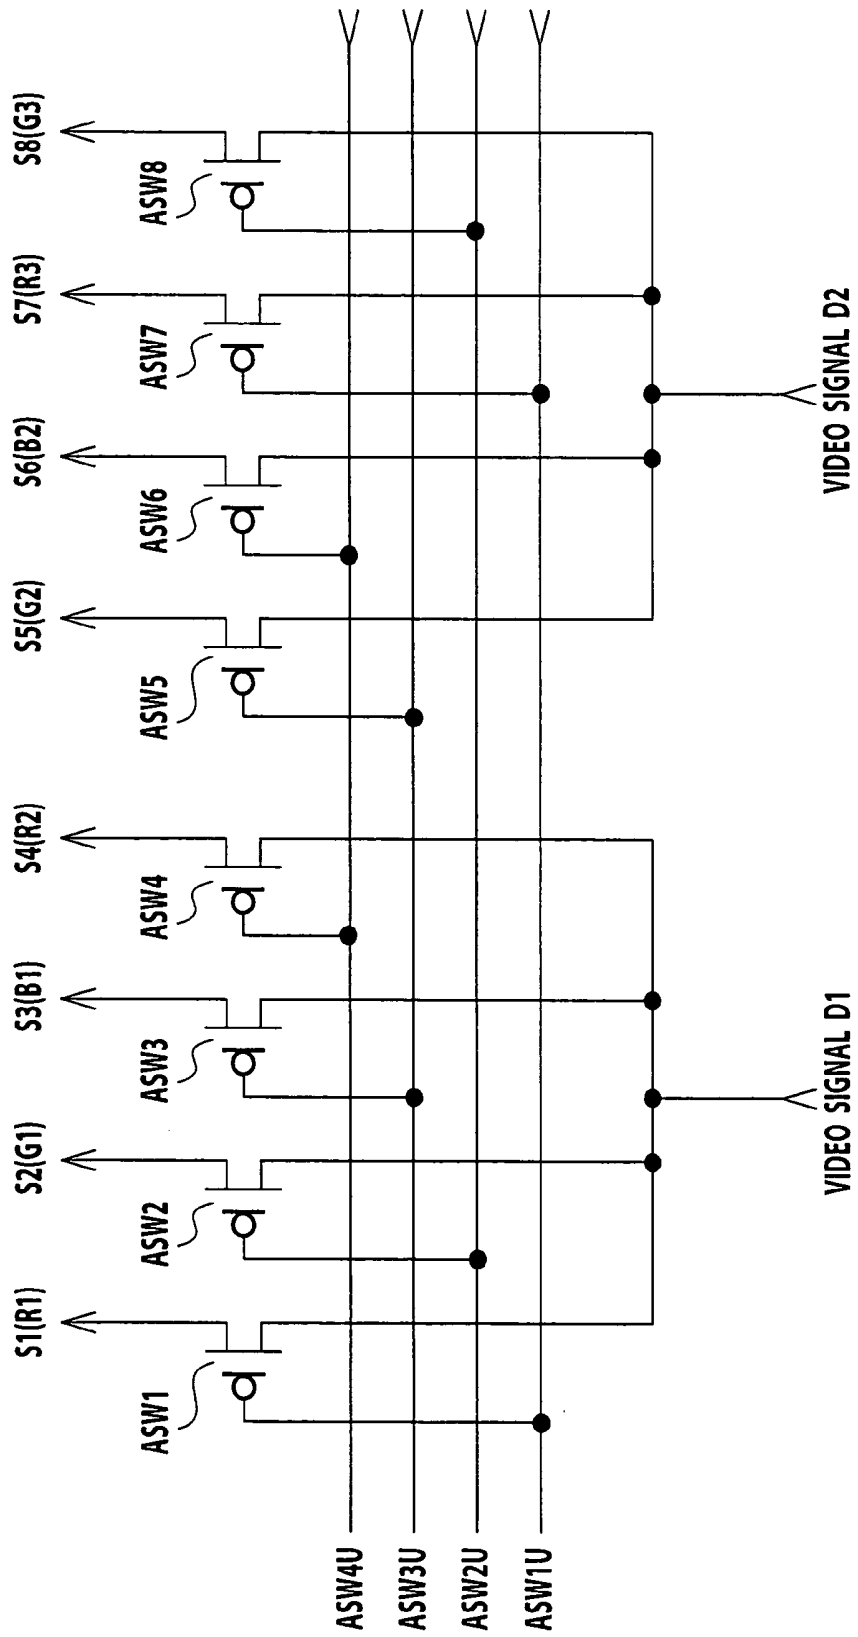 S1(R1)
S2(G1)
S3(B1)
S4(R2)
S5(G2)
S6(B2)
S7(R3)
S8(G3)
ASW1
ASW2
ASW3
ASW4
ASW5
ASW6
ASW7
ASW8
ASW4U
ASW3U
ASW2U
ASW1U
VIDEO SIGNAL D1
VIDEO SIGNAL D2